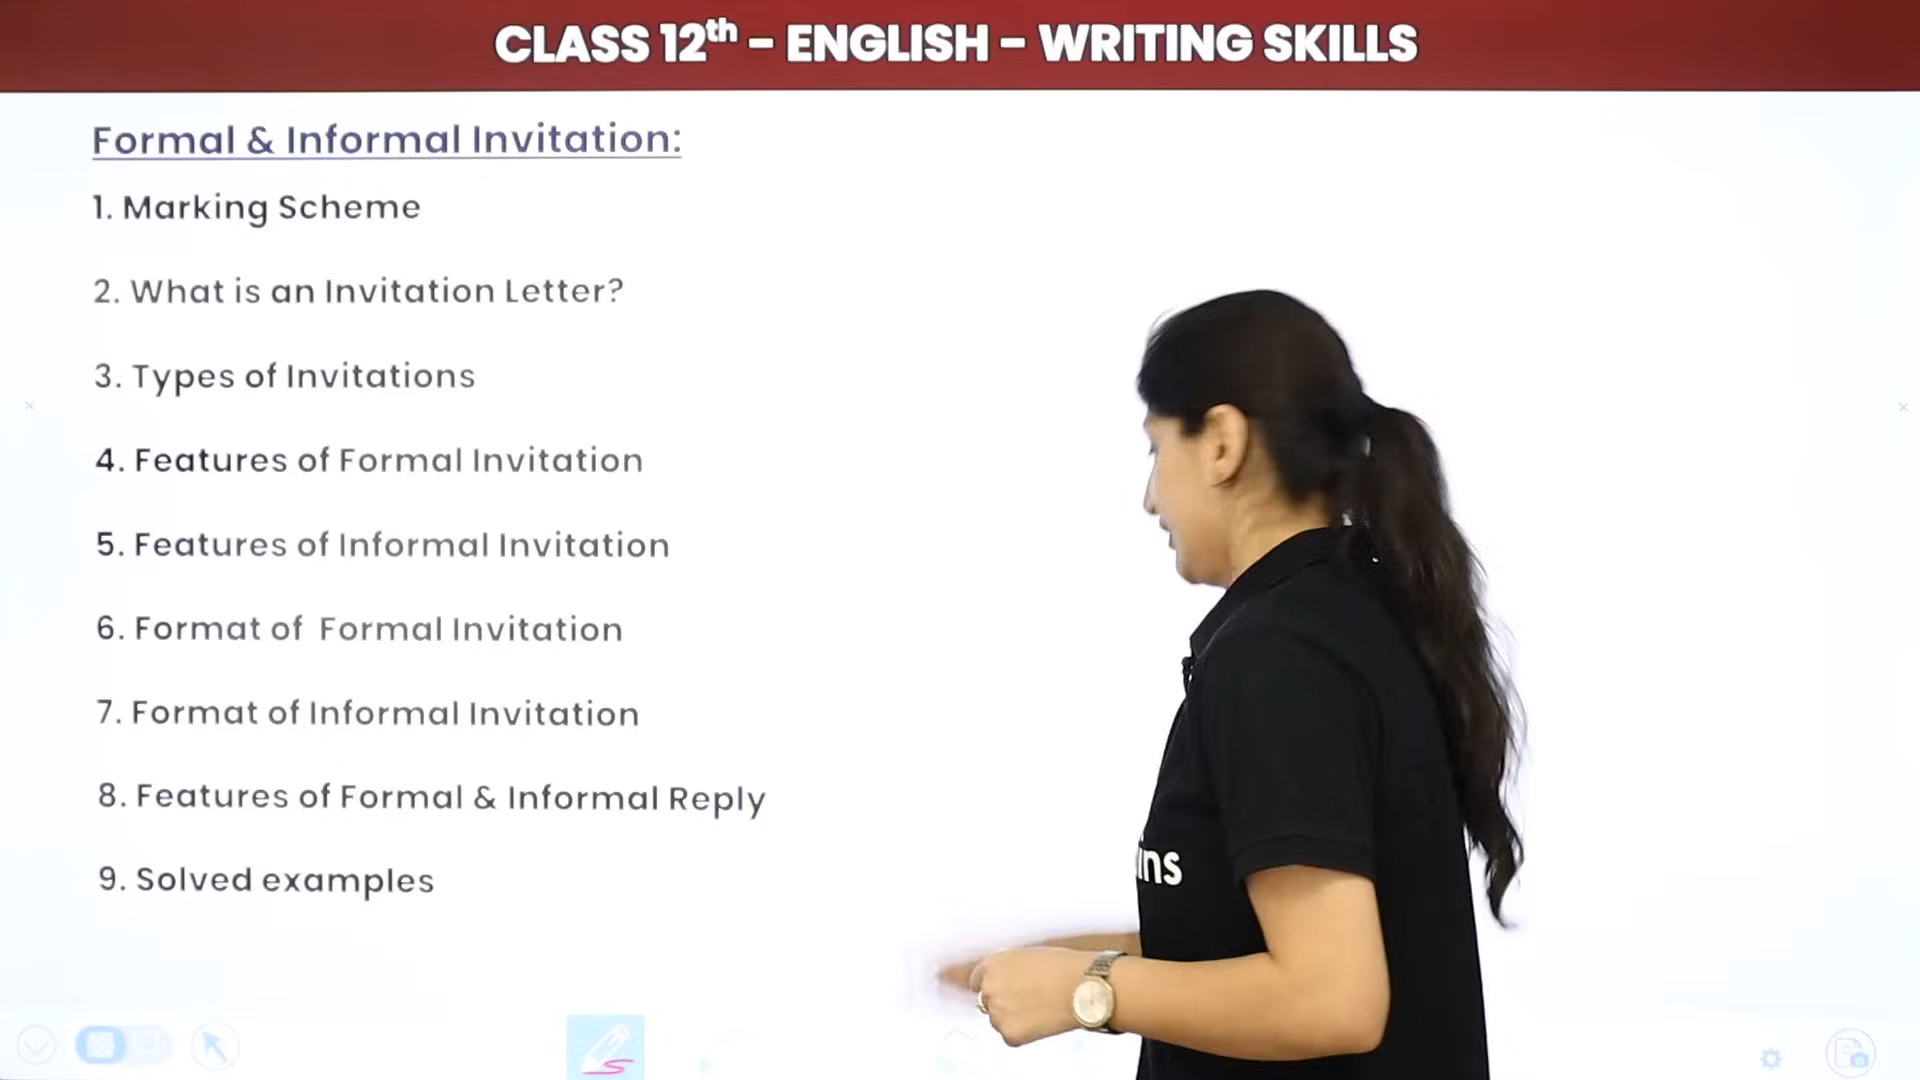 CLASS 12th – ENGLISH – WRITING SKILLS
Formal & Informal Invitation:
1. Marking Scheme
2. What is an Invitation Letter?
3. Types of Invitations
4. Features of Formal Invitation
5. Features of Informal Invitation
6. Format of Formal Invitation
7. Format of Informal Invitation
8. Features of Formal & Informal Reply
9. Solved examples